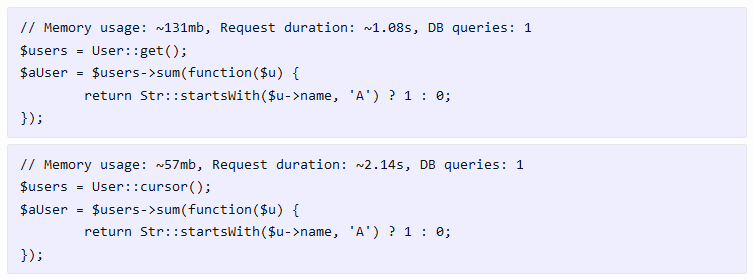 // Memory usage: ~131mb, Request duration: ~1.08s, DB queries: 1
$users = User::get();
$aUser = $users->sum(function($u) {
        return Str::startsWith($u->name, 'A') ? 1 : 0;
});
// Memory usage: ~57mb, Request duration: ~2.14s, DB queries: 1
$users = User::cursor();
$aUser = $users->sum(function($u) {
        return Str::startsWith($u->name, 'A') ? 1 : 0;
});